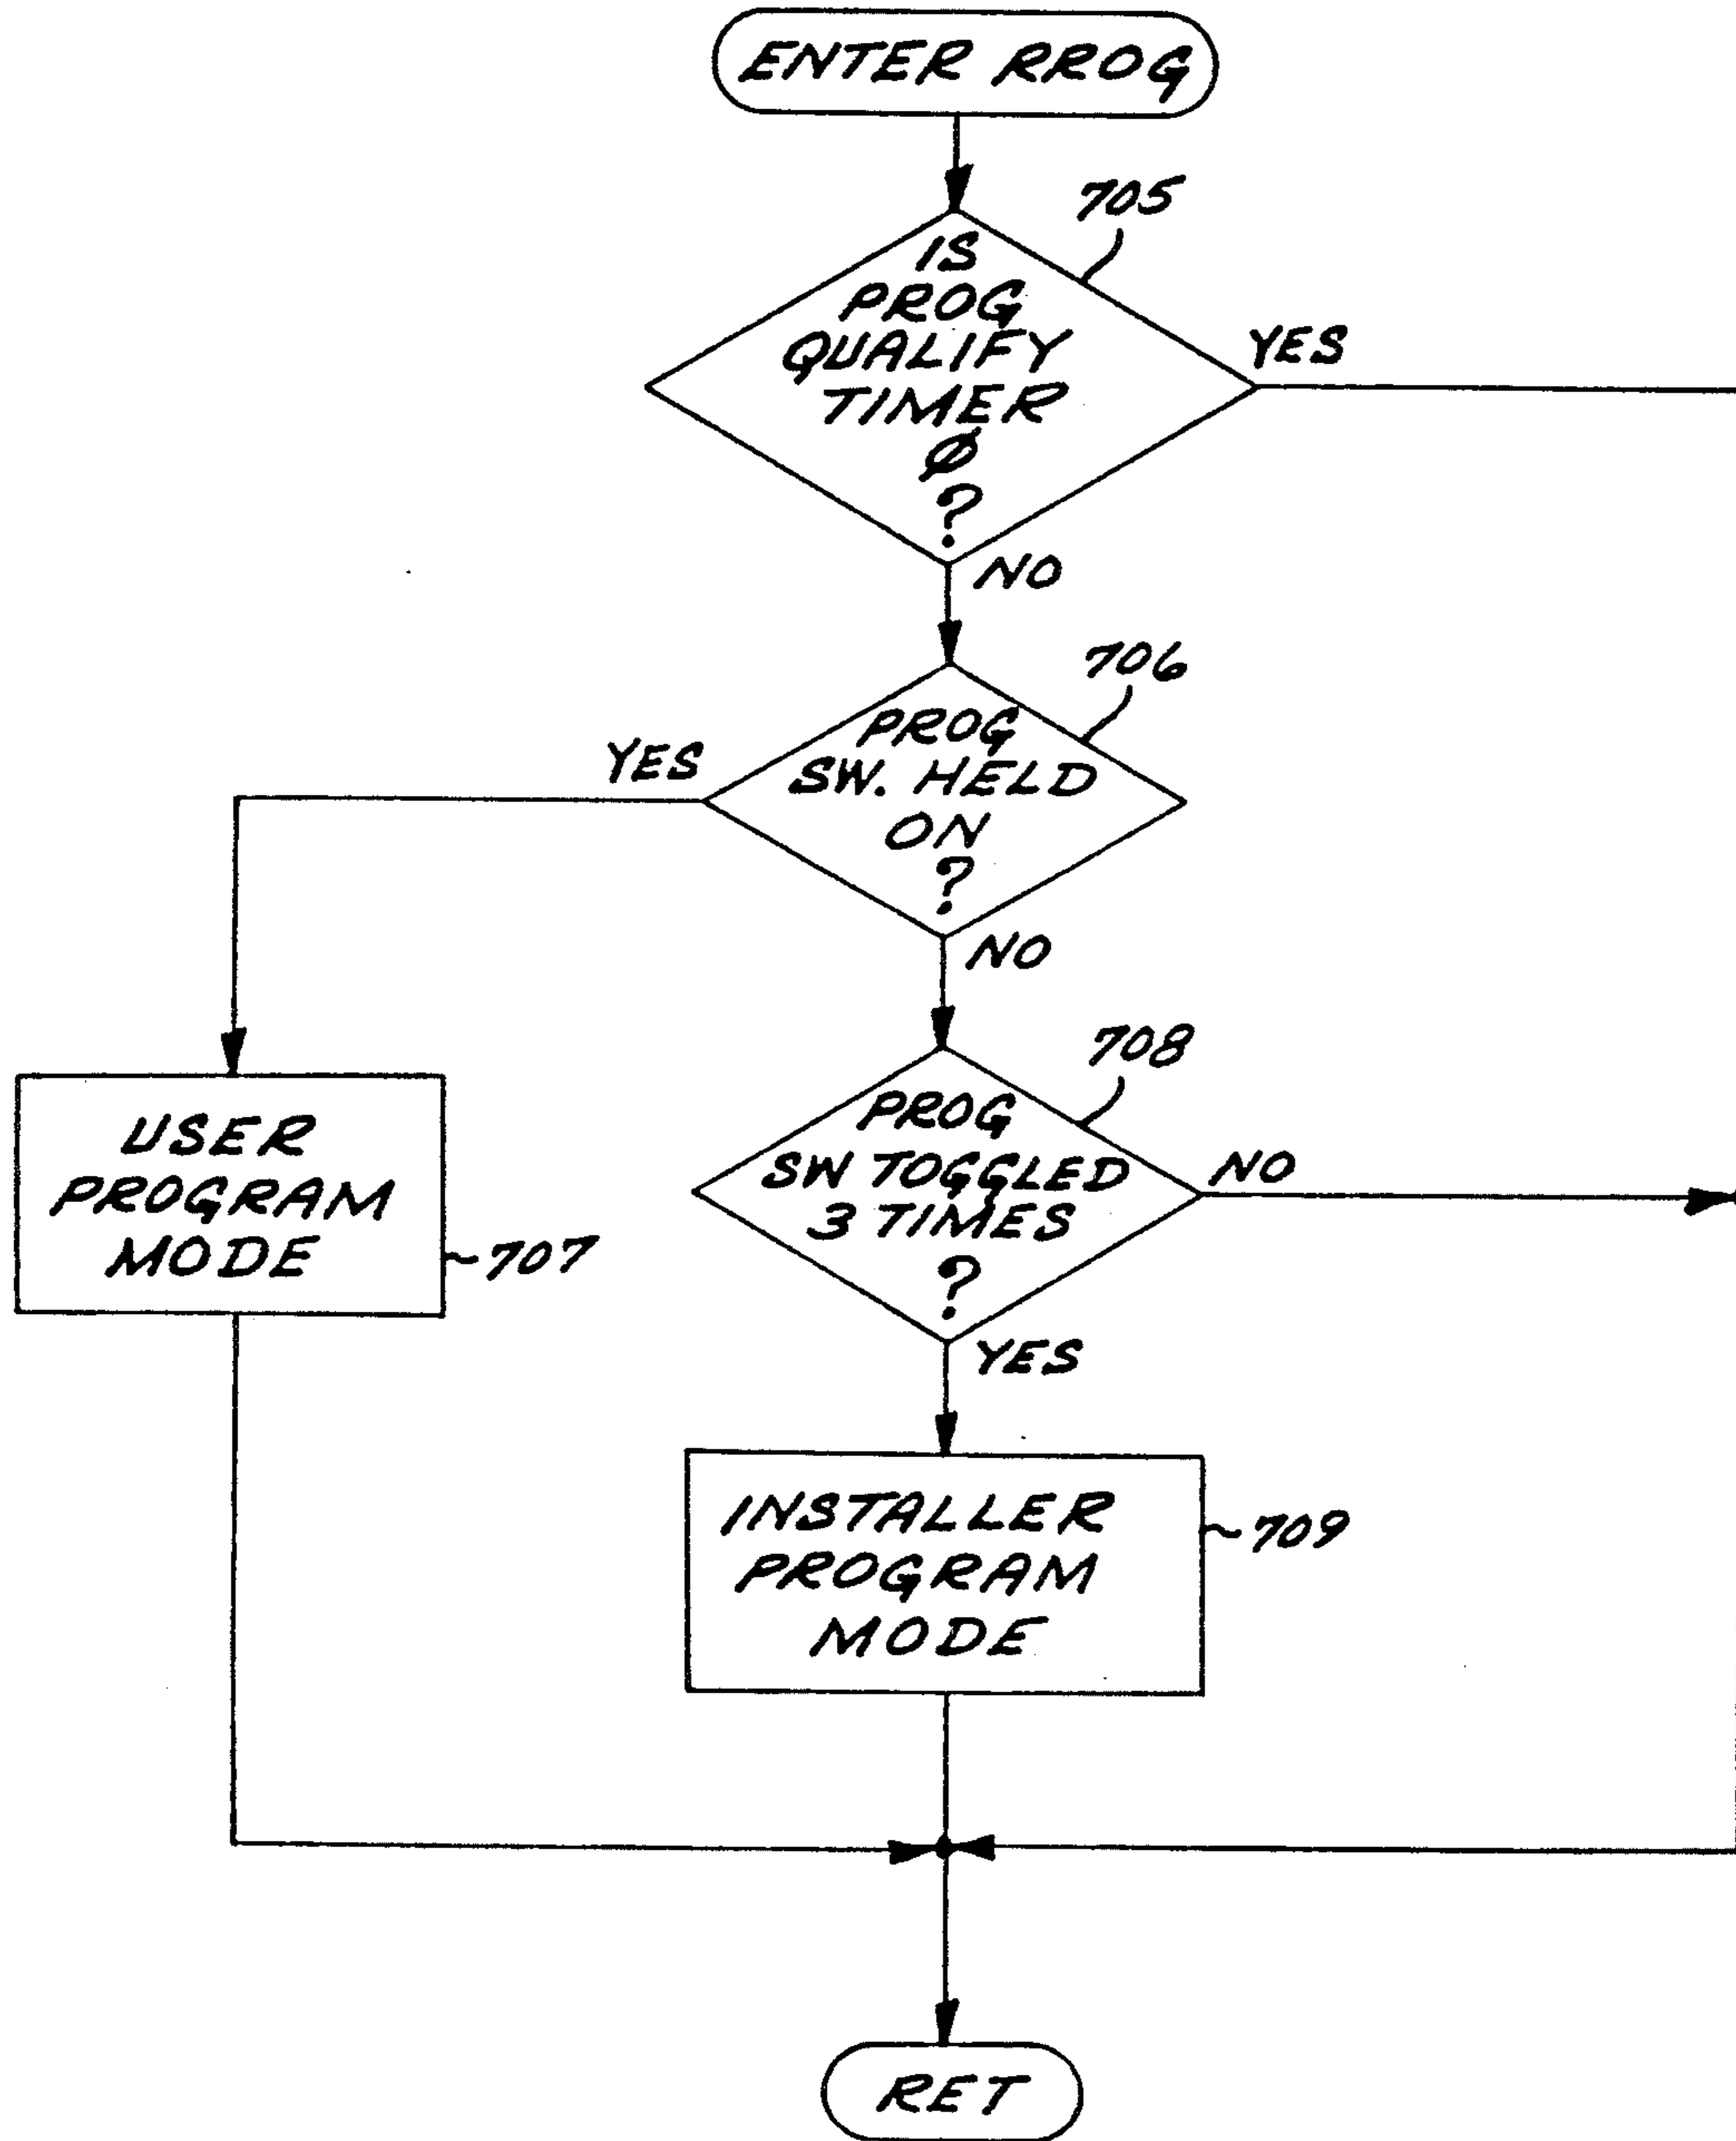 ENTER RROG
705
IS
PROG
QUALIFY
TIMER
Ø
?
YES
NO
706
PROG
SW. HELD
ON
?
YES
NO
708
PROG
SW TOGGLED
3 TIMES
?
NO
YES
USER
PROGRAM
MODE
707
INSTALLER
PROGRAM
MODE
709
RET